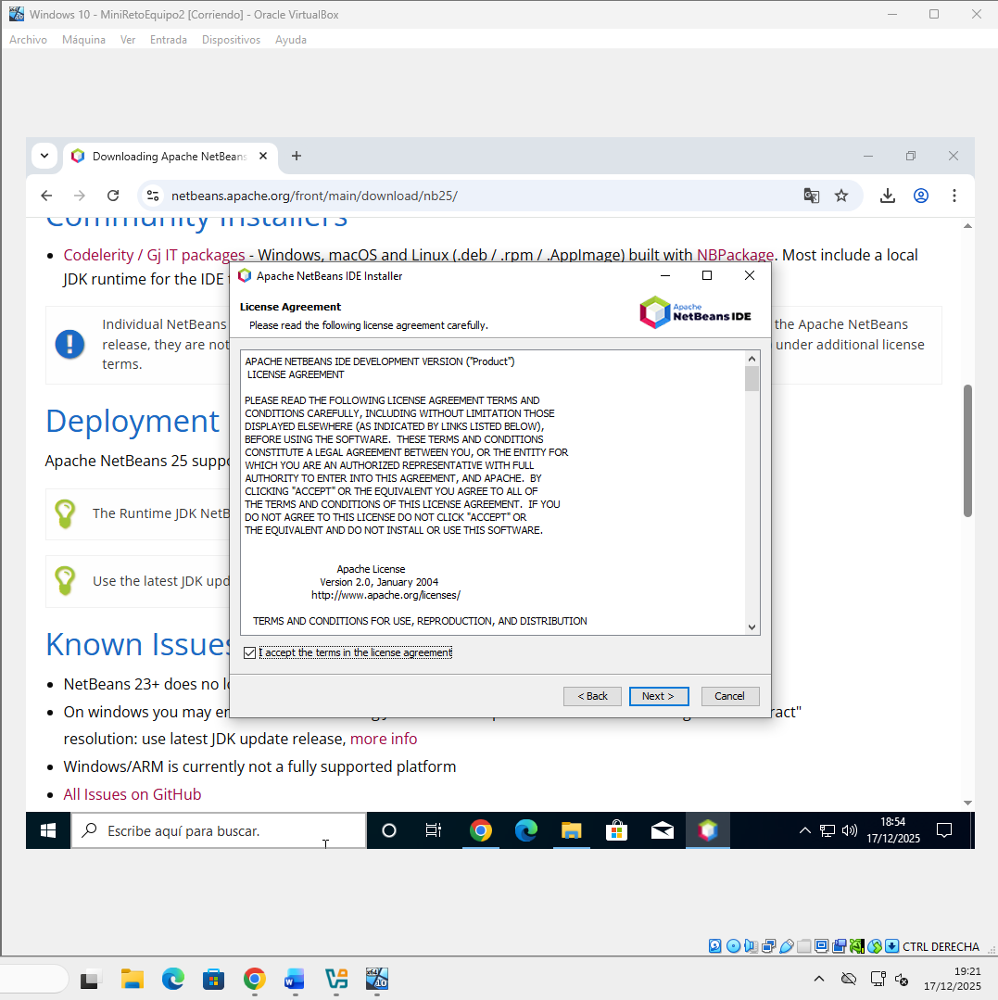 Windows 10 - MiniRetoEquipo2 [Corriendo] - Oracle VirtualBox
Archivo Máquina Ver Entrada Dispositivos Ayuda
Downloading Apache NetBeans
netbeans.apache.org/front/main/download/nb25/
Community Installers
Codelerity / Gj IT packages - Windows, macOS and Linux (.deb / .rpm / .AppImage) built with NBPackage. Most include a local
JDK runtime for the IDE
Apache NetBeans IDE Installer
License Agreement
Please read the following license agreement carefully.
Apache
NetBeans IDE
Individual NetBeans
the Apache NetBeans
release, they are not
under additional license
terms.
APACHE NETBEANS IDE DEVELOPMENT VERSION ("Product")
LICENSE AGREEMENT
PLEASE READ THE FOLLOWING LICENSE AGREEMENT TERMS AND
CONDITIONS CAREFULLY, INCLUDING WITHOUT LIMITATION THOSE
DISPLAYED ELSEWHERE (AS INDICATED BY LINKS LISTED BELOW),
BEFORE USING THE SOFTWARE. THESE TERMS AND CONDITIONS
CONSTITUTE A LEGAL AGREEMENT BETWEEN YOU, OR THE ENTITY FOR
WHICH YOU ARE AN AUTHORIZED REPRESENTATIVE WITH FULL
AUTHORITY TO ENTER INTO THIS AGREEMENT, AND APACHE. BY
CLICKING "ACCEPT" OR THE EQUIVALENT YOU AGREE TO ALL OF
THE TERMS AND CONDITIONS OF THIS LICENSE AGREEMENT. IF YOU
DO NOT AGREE TO THIS LICENSE DO NOT CLICK "ACCEPT" OR
THE EQUIVALENT AND DO NOT INSTALL OR USE THIS SOFTWARE.
Apache License
Version 2.0, January 2004
http://www.apache.org/licenses/
TERMS AND CONDITIONS FOR USE, REPRODUCTION, AND DISTRIBUTION
I accept the terms in the license agreement
< Back Next > Cancel
Deployment
Apache NetBeans 25
The Runtime JDK
Use the latest JDK
Known Issues
NetBeans 23+ does no
On windows you may
resolution: use latest JDK update release, more info
Windows/ARM is currently not a fully supported platform
All Issues on GitHub
Escribe aquí para buscar.
18:54
17/12/2025
CTRL DERECHA
19:21
17/12/2025